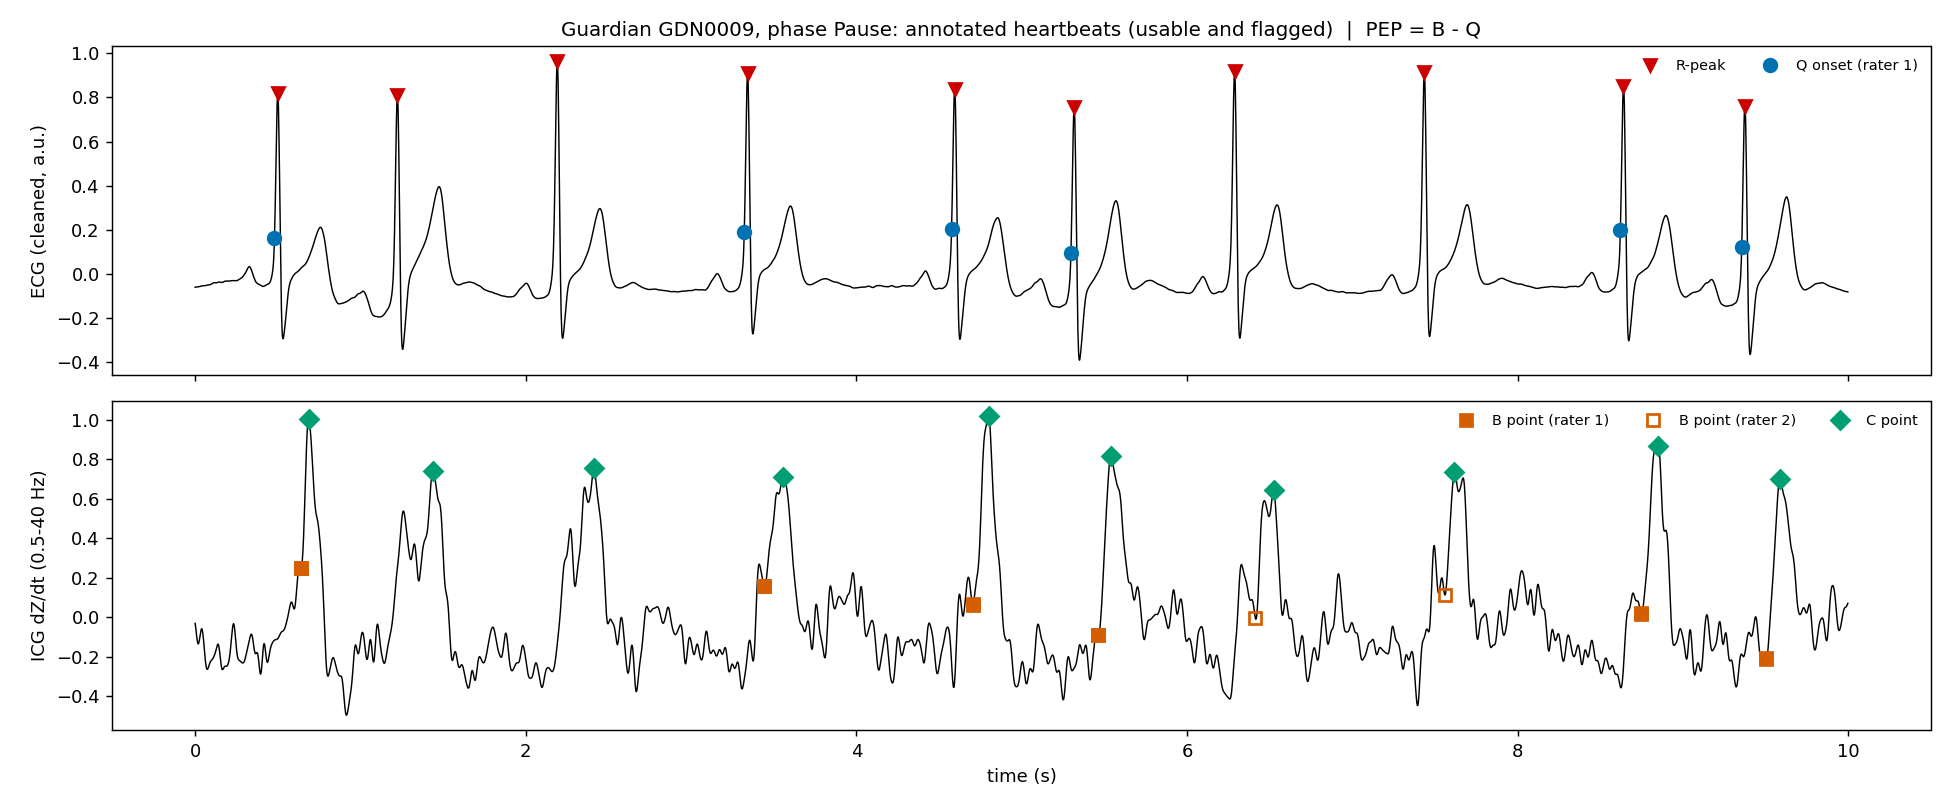 Guardian GDN0009, phase Pause: annotated heartbeats (usable and flagged)  |  PEP = B - Q
R-peak
Q onset (rater 1)
ECG (cleaned, a.u.)
1.0
0.8
0.6
0.4
0.2
0.0
−0.2
−0.4
B point (rater 1)
B point (rater 2)
C point
ICG dZ/dt (0.5-40 Hz)
1.0
0.8
0.6
0.4
0.2
0.0
−0.2
−0.4
0
2
4
6
8
10
time (s)